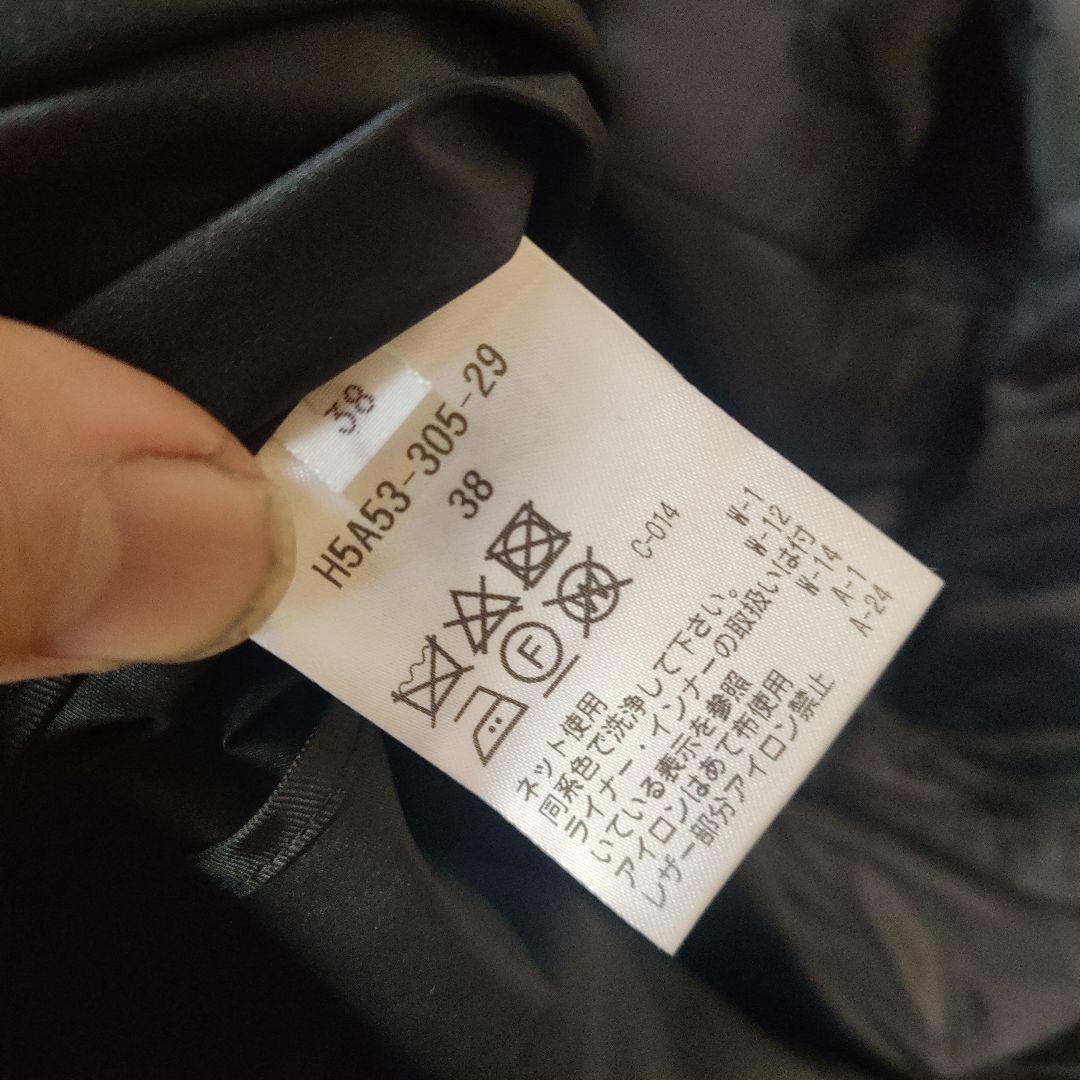 38
H5A53-305-29
38
F
W
C-014
ネット使用 W-1
同系色で洗浄して下さい。 W-12
ライナー・インナーの取扱いは付
いている表示を参照 W-14
アイロンはあて布使用 A-1
レザー部分アイロン禁止 A-24